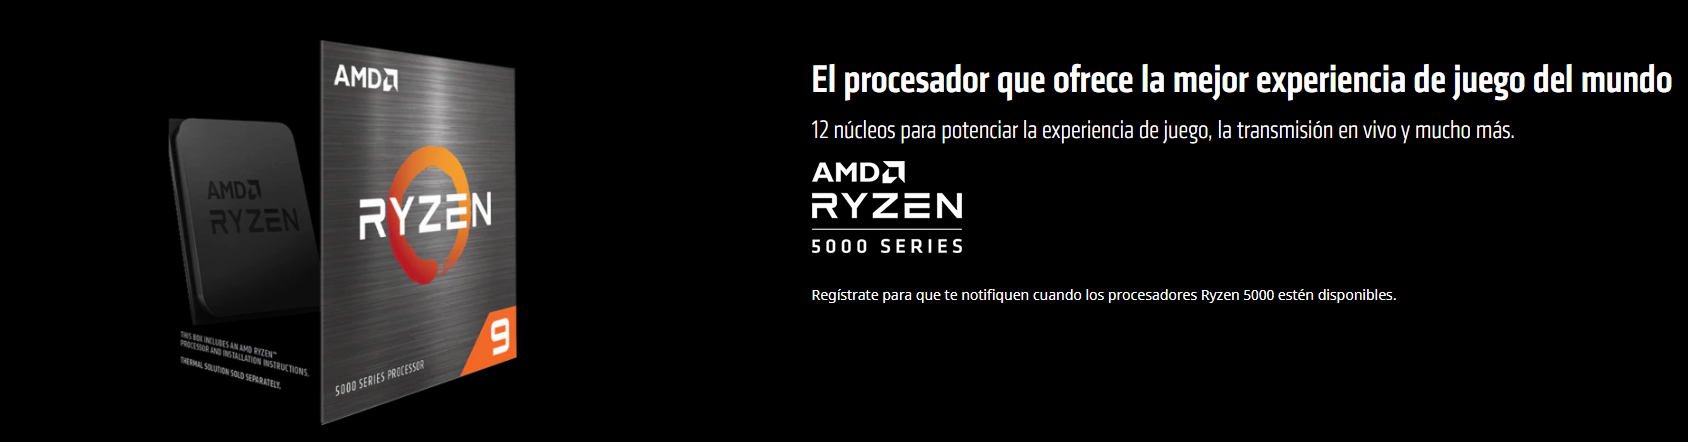 AMD
RYZEN
9
5000 SERIES PROCESSOR
AMD
RYZEN
THIS BOX INCLUDES AN AMD RYZEN™
PROCESSOR AND INSTALLATION INSTRUCTIONS.
THERMAL SOLUTION SOLD SEPARATELY.
El procesador que ofrece la mejor experiencia de juego del mundo
12 núcleos para potenciar la experiencia de juego, la transmisión en vivo y mucho más.
AMD
RYZEN
5000 SERIES
Regístrate para que te notifiquen cuando los procesadores Ryzen 5000 estén disponibles.